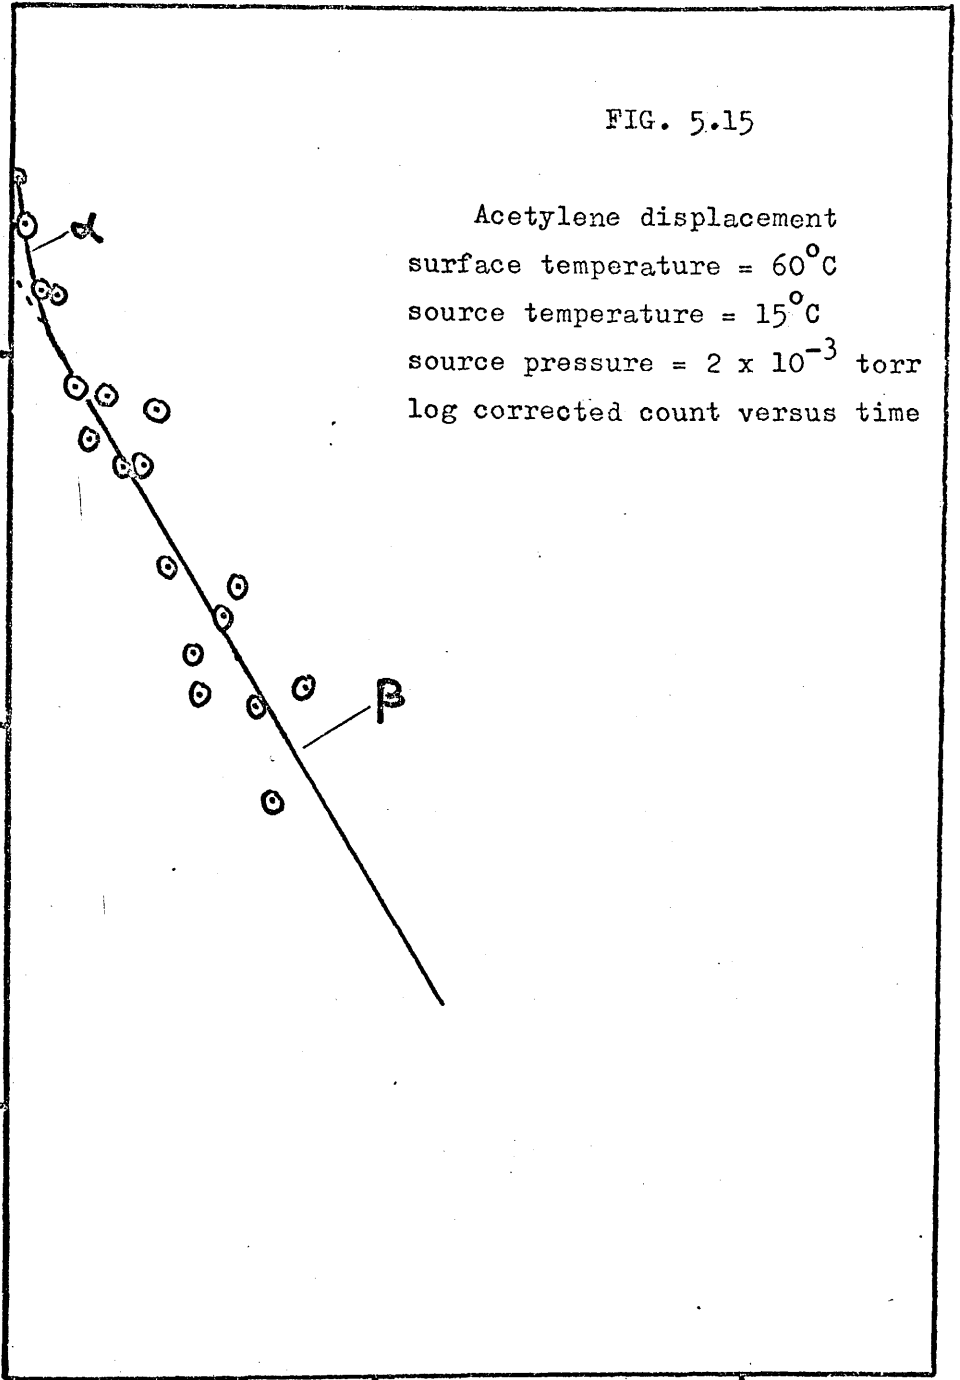 FIG. 5.15
Acetylene displacement
surface temperature = 60°C
source temperature = 15°C
source pressure = 2 x 10⁻³ torr
log corrected count versus time
α
β